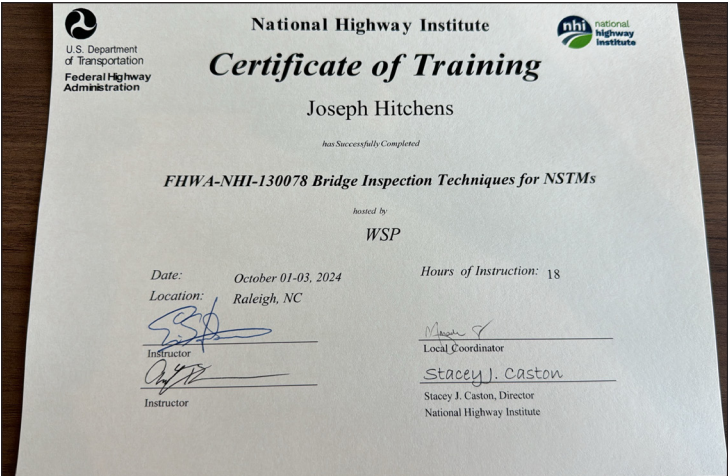 National Highway Institute
nhi national
highway
institute
U.S. Department
of Transportation
Federal Highway
Administration
Certificate of Training
Joseph Hitchens
has Successfully Completed
FHWA-NHI-130078 Bridge Inspection Techniques for NSTMs
hosted by
WSP
Date: October 01-03, 2024
Hours of Instruction: 18
Location: Raleigh, NC
Instructor
Local Coordinator
Stacey J. Caston
Instructor
Stacey J. Caston, Director
National Highway Institute